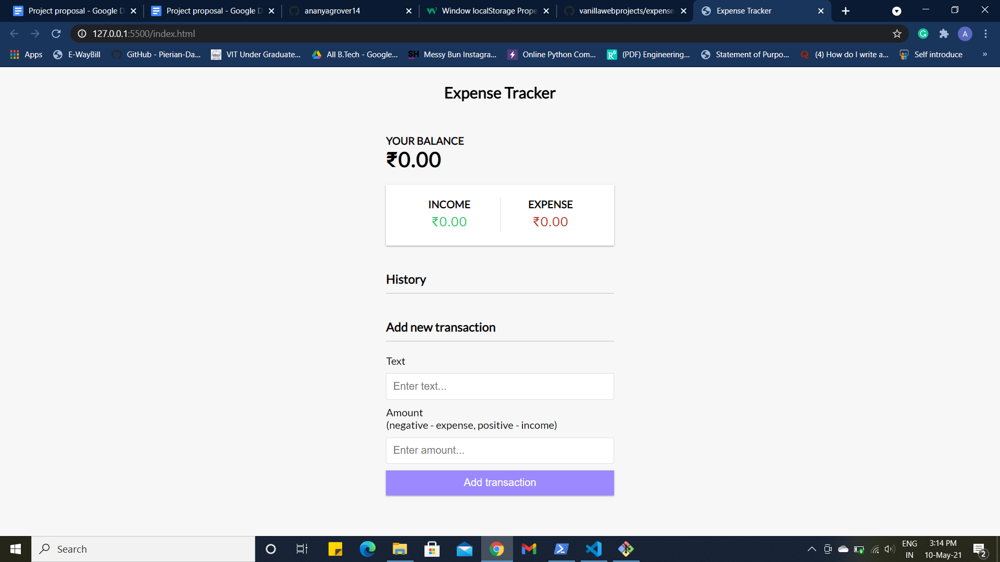 Project proposal - Google D
Project proposal - Google D
ananyagrover14
Window localStorage Prope
vanillawebprojects/expense
Expense Tracker
127.0.0.1:5500/index.html
A
Apps
E-WayBill
GitHub - Pierian-Da...
VIT Under Graduate...
All B.Tech - Google...
SH
Messy Bun Instagra...
Online Python Com...
(PDF) Engineering...
Statement of Purpo...
(4) How do I write a...
Self introduce
»
Expense Tracker
YOUR BALANCE
₹0.00
INCOME
EXPENSE
₹0.00
₹0.00
History
Add new transaction
Text
Enter text...
Amount
(negative - expense, positive - income)
Enter amount...
Add transaction
Search
ENG
IN
3:14 PM
10-May-21
2